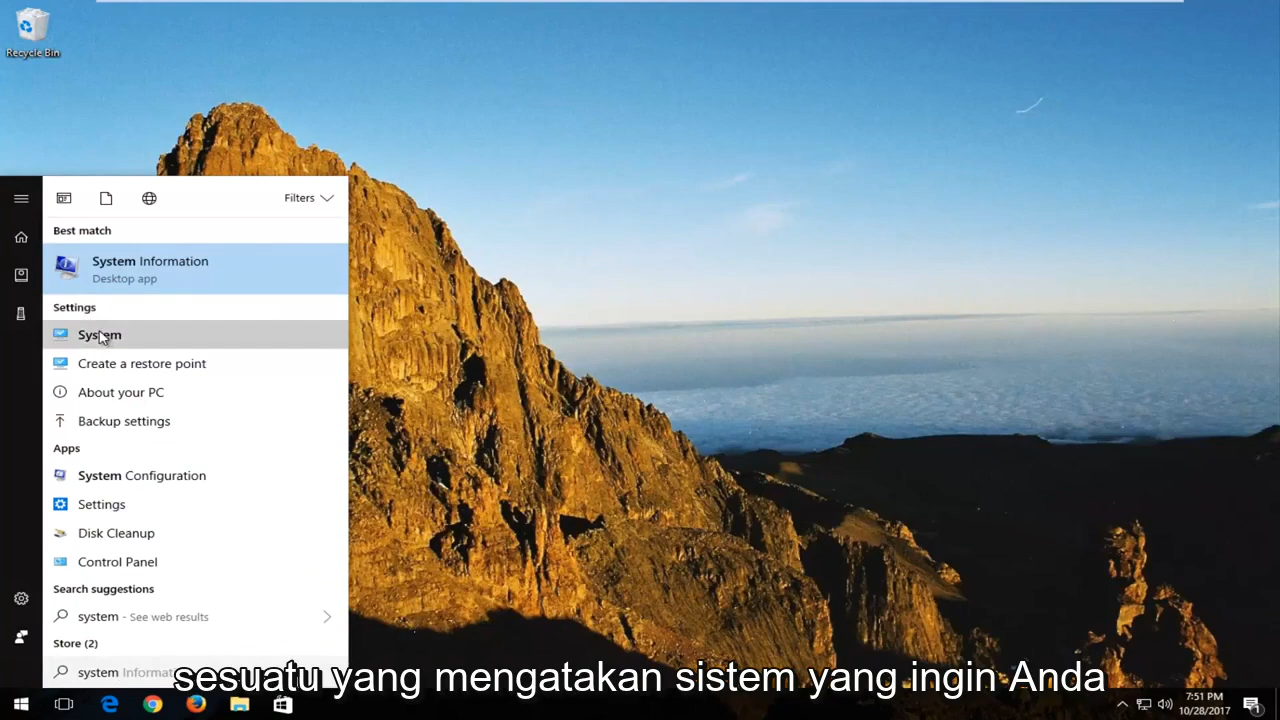 Recycle Bin
Filters
Best match
System Information
Desktop app
Settings
System
Create a restore point
About your PC
Backup settings
Apps
System Configuration
Settings
Disk Cleanup
Control Panel
Search suggestions
system - See web results
Store (2)
system Informati
sesuatu yang mengatakan sistem yang ingin Anda
7:51 PM
10/28/2017
1